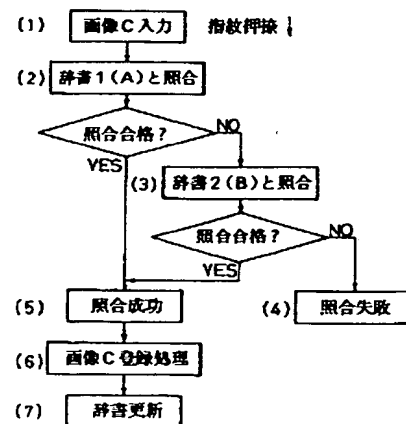 (1) 画像C入力 指紋押捺
(2) 辞書1(A)と照合
照合合格?
NO
YES
(3) 辞書2(B)と照合
照合合格?
NO
YES
(5) 照合成功
(4) 照合失敗
(6) 画像C登録処理
(7) 辞書更新